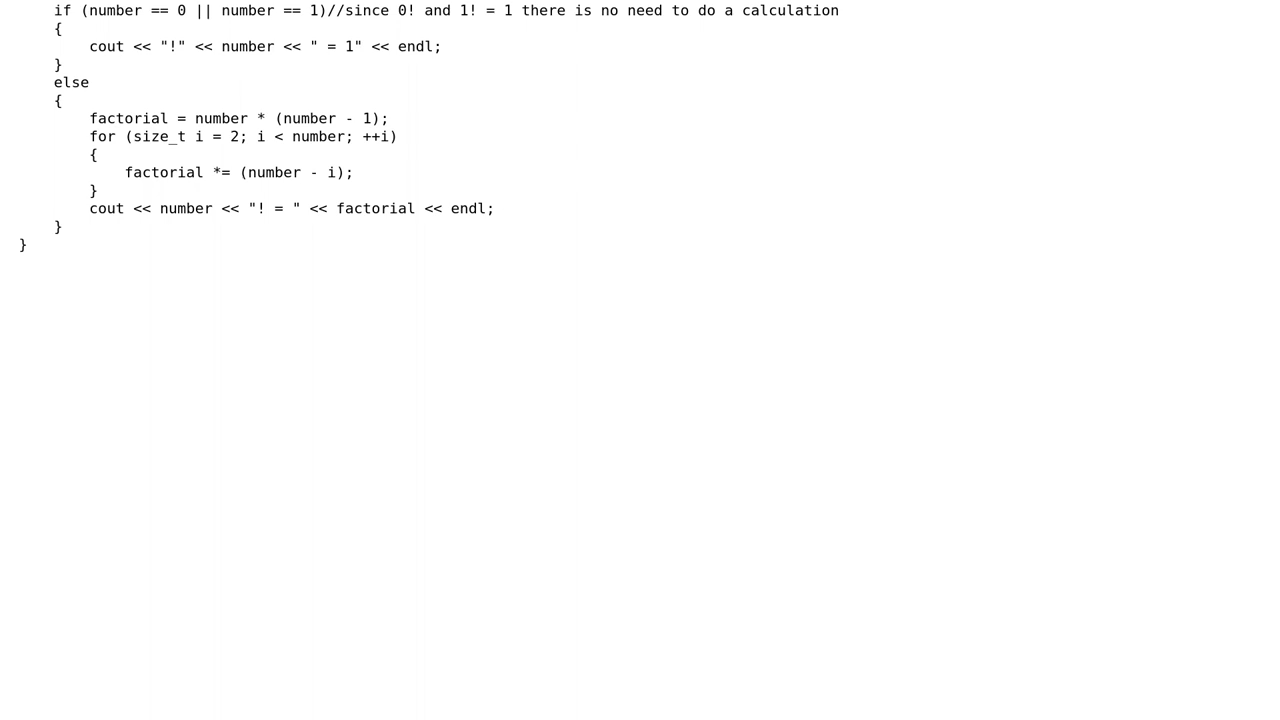 if (number == 0 || number == 1)//since 0! and 1! = 1 there is no need to do a calculation
{
cout << "!" << number << " = 1" << endl;
}
else
{
factorial = number * (number - 1);
for (size_t i = 2; i < number; ++i)
{
factorial *= (number - i);
}
cout << number << "! = " << factorial << endl;
}
}